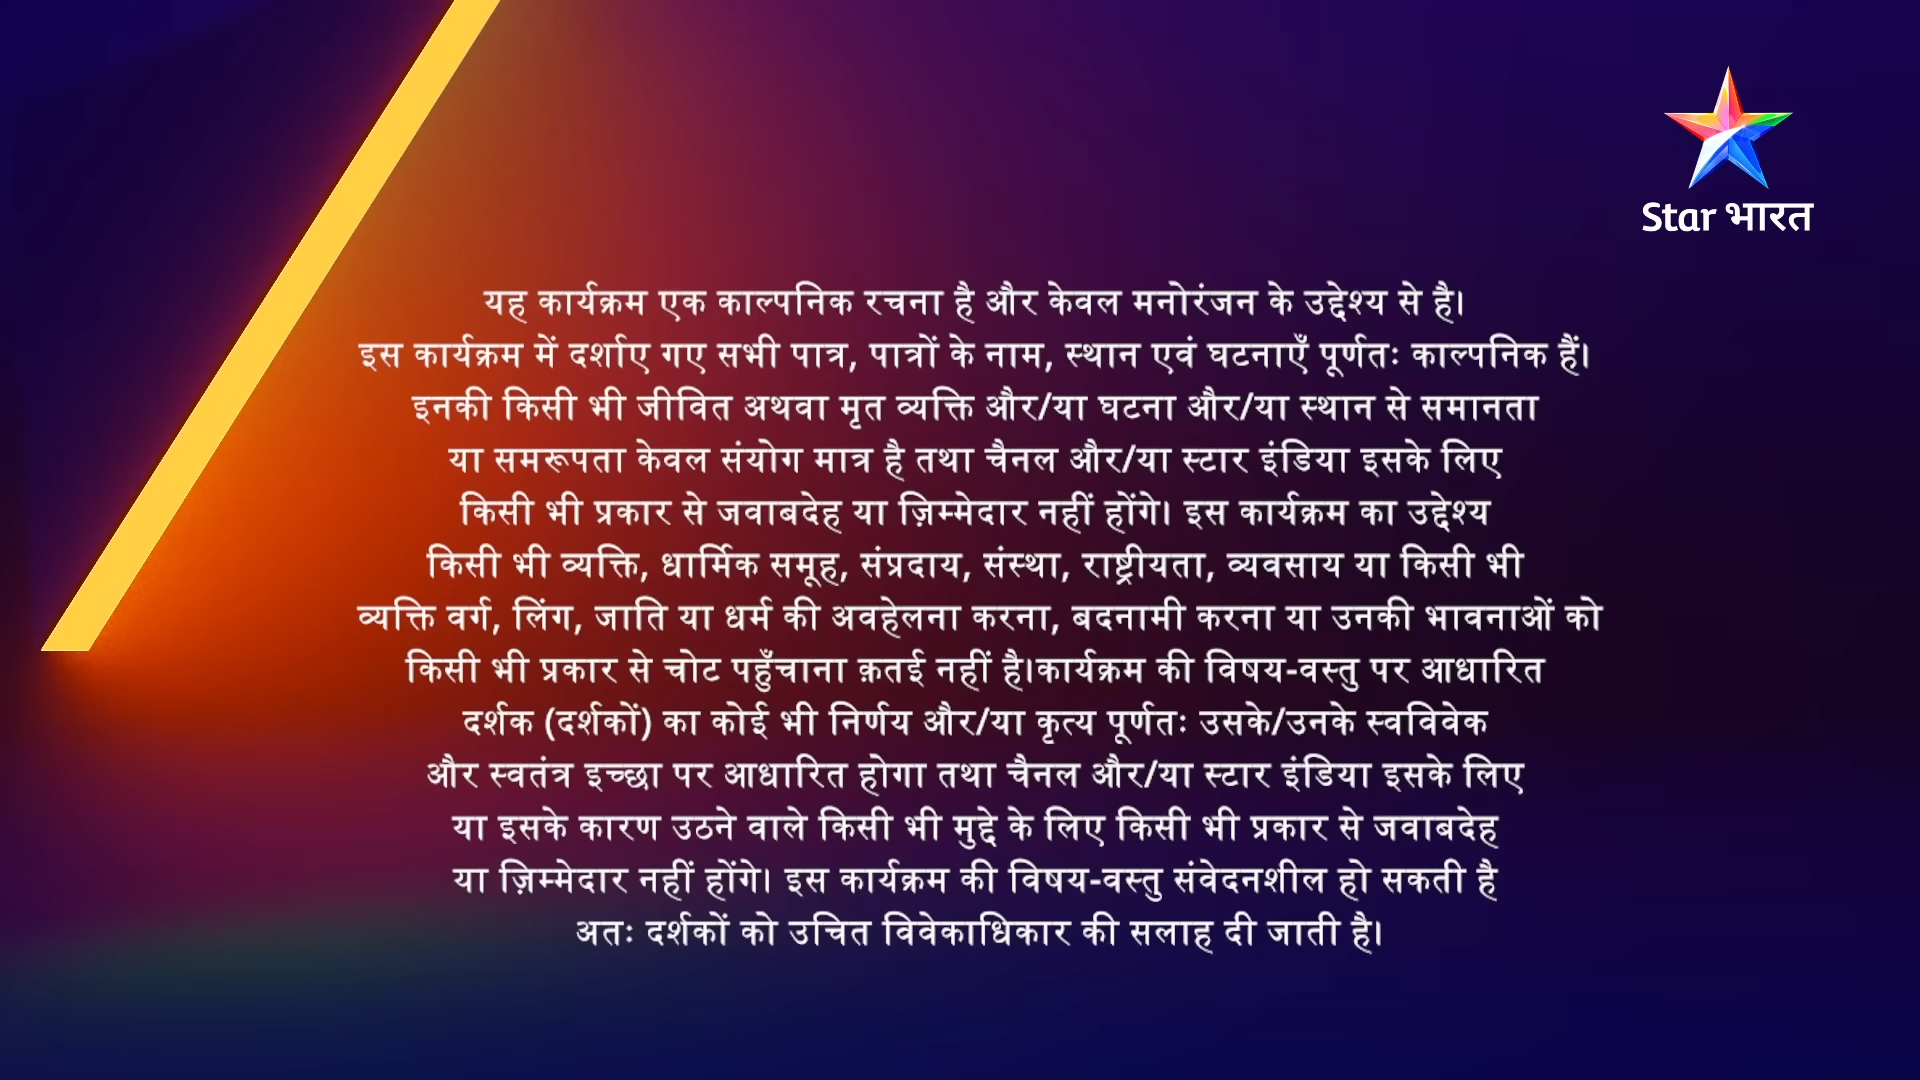 Star भारत
यह कार्यक्रम एक काल्पनिक रचना है और केवल मनोरंजन के उद्देश्य से है।
इस कार्यक्रम में दर्शाए गए सभी पात्र, पात्रों के नाम, स्थान एवं घटनाएँ पूर्णतः काल्पनिक हैं।
इनकी किसी भी जीवित अथवा मृत व्यक्ति और/या घटना और/या स्थान से समानता
या समरूपता केवल संयोग मात्र है तथा चैनल और/या स्टार इंडिया इसके लिए
किसी भी प्रकार से जवाबदेह या ज़िम्मेदार नहीं होंगे। इस कार्यक्रम का उद्देश्य
किसी भी व्यक्ति, धार्मिक समूह, संप्रदाय, संस्था, राष्ट्रीयता, व्यवसाय या किसी भी
व्यक्ति वर्ग, लिंग, जाति या धर्म की अवहेलना करना, बदनामी करना या उनकी भावनाओं को
किसी भी प्रकार से चोट पहुँचाना क़तई नहीं है।कार्यक्रम की विषय-वस्तु पर आधारित
दर्शक (दर्शकों) का कोई भी निर्णय और/या कृत्य पूर्णतः उसके/उनके स्वविवेक
और स्वतंत्र इच्छा पर आधारित होगा तथा चैनल और/या स्टार इंडिया इसके लिए
या इसके कारण उठने वाले किसी भी मुद्दे के लिए किसी भी प्रकार से जवाबदेह
या ज़िम्मेदार नहीं होंगे। इस कार्यक्रम की विषय-वस्तु संवेदनशील हो सकती है
अतः दर्शकों को उचित विवेकाधिकार की सलाह दी जाती है।